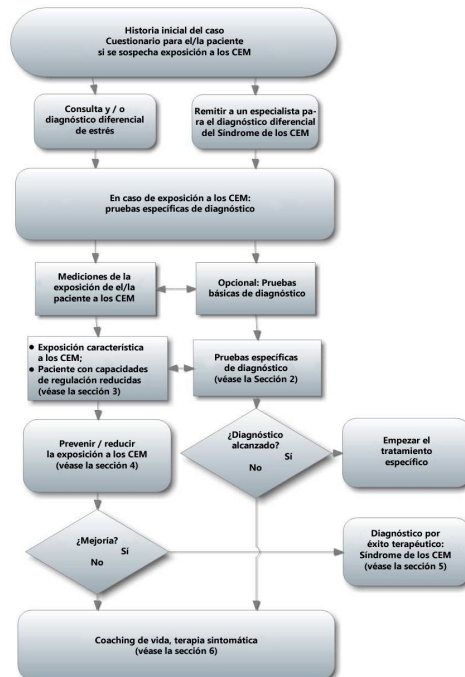 Historia inicial del caso
Cuestionario para el/la paciente
si se sospecha exposición a los CEM
Consulta y / o
diagnóstico diferencial
de estrés
Remitir a un especialista pa-
ra el diagnóstico diferencial
del Síndrome de los CEM
En caso de exposición a los CEM:
pruebas específicas de diagnóstico
Mediciones de la
exposición de el/la
paciente a los CEM
Opcional: Pruebas
básicas de diagnóstico
● Exposición característica
a los CEM;
● Paciente con capacidades
de regulación reducidas
(véase la sección 3)
Pruebas específicas
de diagnóstico
(véase la Sección 2)
Prevenir / reducir
la exposición a los CEM
(véase la sección 4)
¿Diagnóstico
alcanzado?
Sí
No
Empezar el
tratamiento
específico
¿Mejoría?
Sí
No
Diagnóstico por
éxito terapéutico:
Síndrome de los CEM
(véase la sección 5)
Coaching de vida, terapia sintomática
(véase la sección 6)